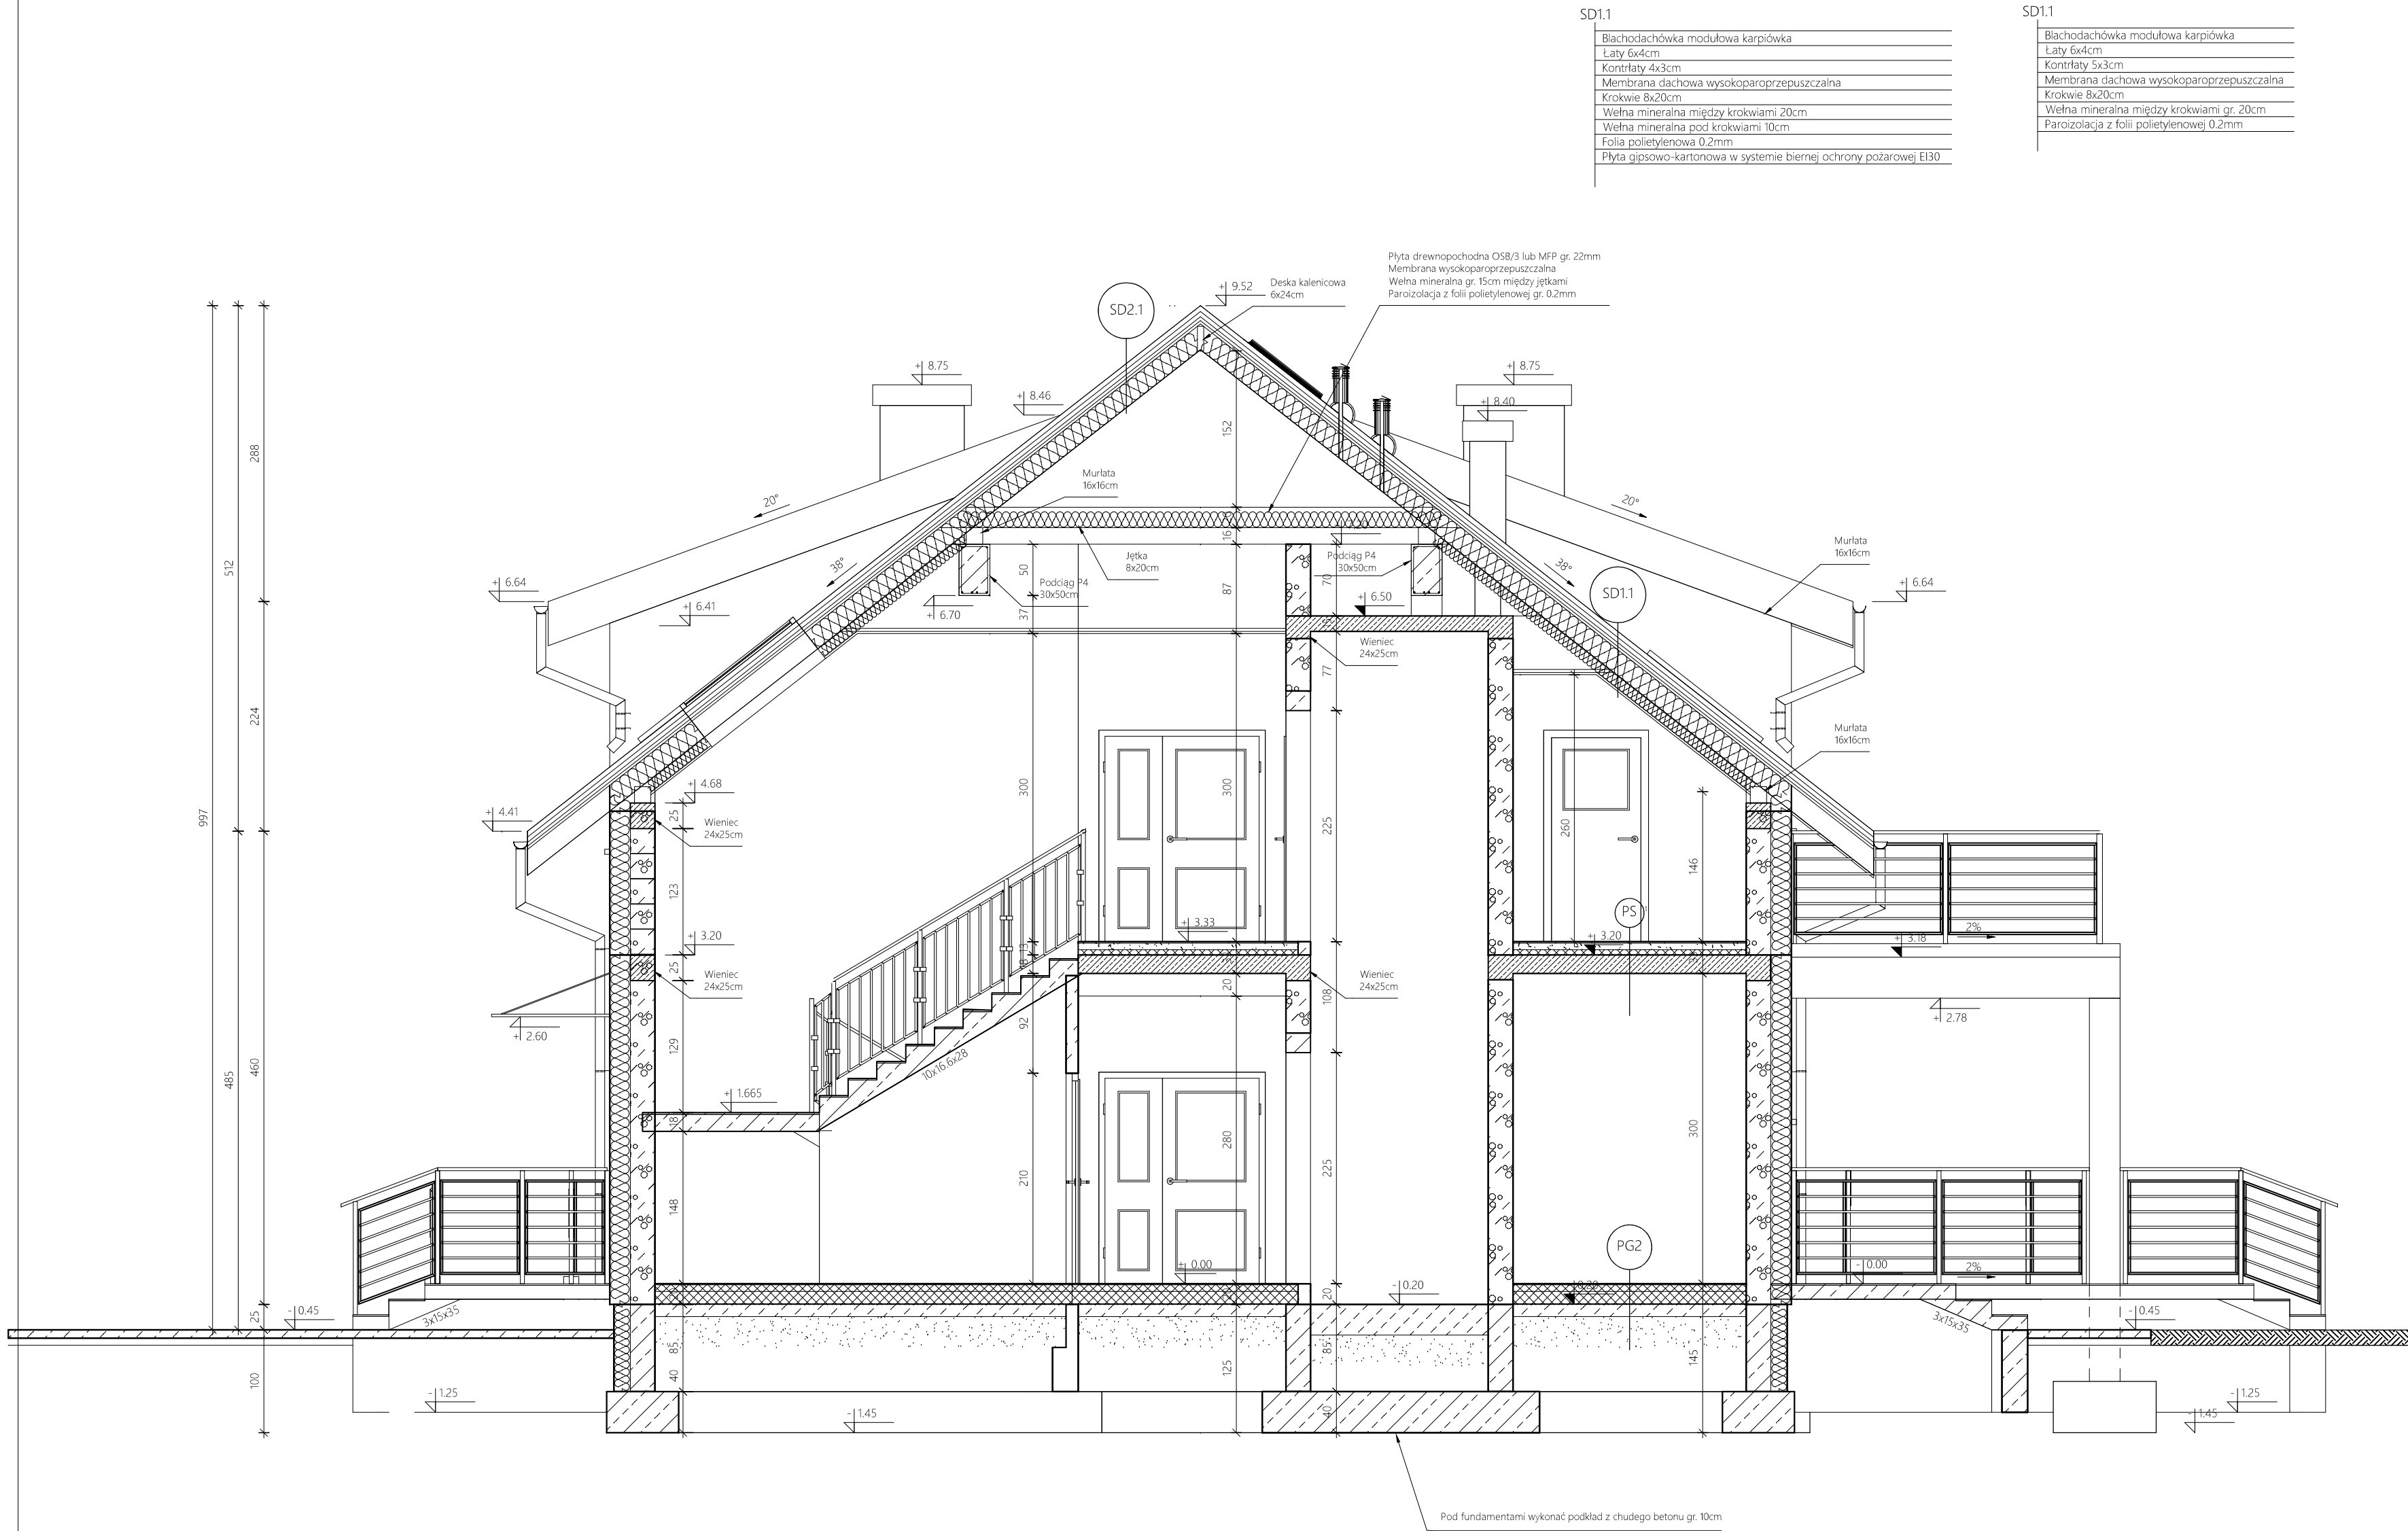 SD1.1
Blachodachówka modułowa karpiówka
Łaty 6x4cm
Kontrłaty 4x3cm
Membrana dachowa wysokoparoprzepuszczalna
Krokwie 8x20cm
Wełna mineralna między krokwiami 20cm
Wełna mineralna pod krokwiami 10cm
Folia polietylenowa 0.2mm
Płyta gipsowo-kartonowa w systemie biernej ochrony pożarowej EI30
SD1.1
Blachodachówka modułowa karpiówka
Łaty 6x4cm
Kontrłaty 5x3cm
Membrana dachowa wysokoparoprzepuszczalna
Krokwie 8x20cm
Wełna mineralna między krokwiami gr. 20cm
Paroizolacja z folii polietylenowej 0.2mm
Płyta drewnopochodna OSB/3 lub MFP gr. 22mm
Membrana wysokoparoprzepuszczalna
Wełna mineralna gr. 15cm między jętkami
Paroizolacja z folii polietylenowej gr. 0.2mm
Deska kalenicowa
6x24cm
+ 9.52
SD2.1
+ 8.75
+ 8.46
+ 8.75
+ 8.40
288
152
Murłata
16x16cm
20°
20°
16
512
38°
Jętka
8x20cm
Podciąg P4
30x50cm
50
87
37
Podciąg P4
30x50cm
70
38°
Murłata
16x16cm
+ 6.64
+ 6.41
+ 6.70
+ 6.50
SD1.1
+ 6.64
Wieniec
24x25cm
77
224
Murłata
16x16cm
997
300
300
225
260
146
+ 4.68
+ 4.41
25
Wieniec
24x25cm
123
+ 3.33
PS
+ 3.20
+ 3.20
+ 3.18
2%
25
Wieniec
24x25cm
20
Wieniec
24x25cm
108
92
+ 2.60
+ 2.78
129
485
460
10x16.6x28
+ 1.665
18
280
300
210
225
148
PG2
+ 0.00
- 0.20
- 0.00
2%
20
25
- 0.45
3x15x35
- 0.45
3x15x35
85
85
125
145
40
40
100
- 1.25
- 1.45
- 1.25
- 1.45
Pod fundamentami wykonać podkład z chudego betonu gr. 10cm